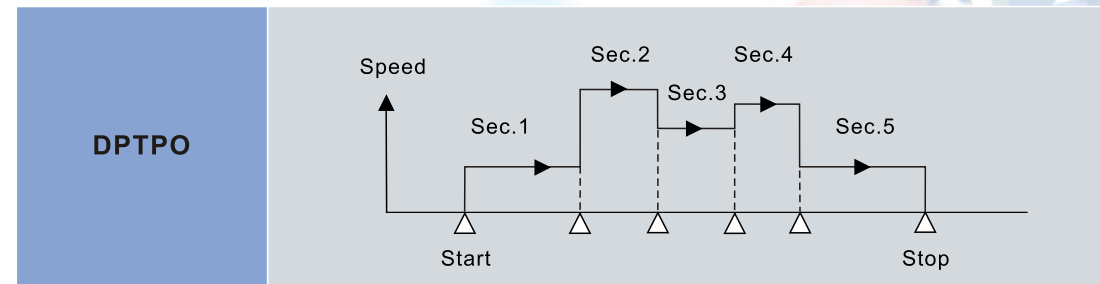 DPTPO
Speed
Sec.1
Sec.2
Sec.3
Sec.4
Sec.5
Start
Stop